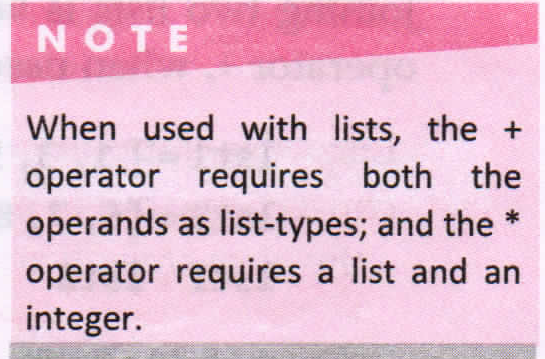 NOTE
When used with lists, the +
operator requires both the
operands as list-types; and the *
operator requires a list and an
integer.